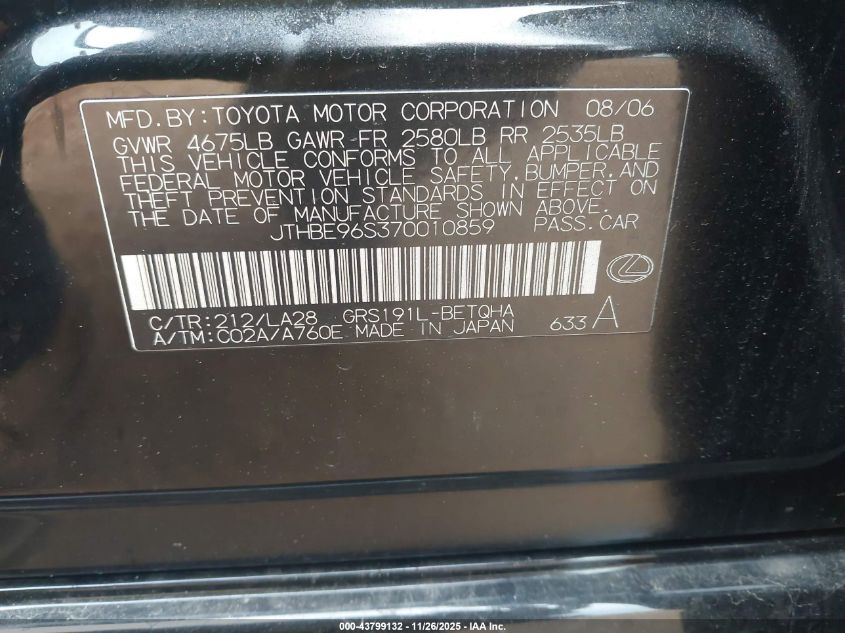 MFD. BY: TOYOTA MOTOR CORPORATION 08/06
GVWR 4675LB GAWR FR 2580LB RR 2535LB
THIS VEHICLE CONFORMS TO ALL APPLICABLE
FEDERAL MOTOR VEHICLE SAFETY, BUMPER, AND
THEFT PREVENTION STANDARDS IN EFFECT ON
THE DATE OF MANUFACTURE SHOWN ABOVE.
JTHBE96S370010859 PASS. CAR
C/TR: 212/LA28 GRS191L-BETQHA
A/TM: C02A/A760E MADE IN JAPAN 633 A
000-43799132 - 11/26/2025 - IAA Inc.